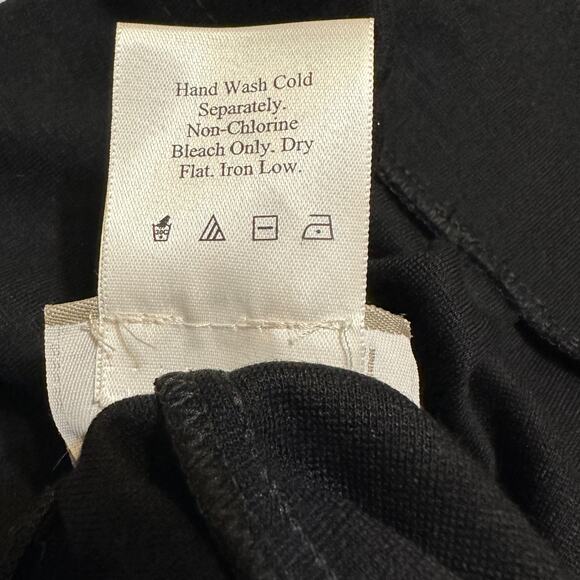 Hand Wash Cold
Separately.
Non-Chlorine
Bleach Only. Dry
Flat. Iron Low.